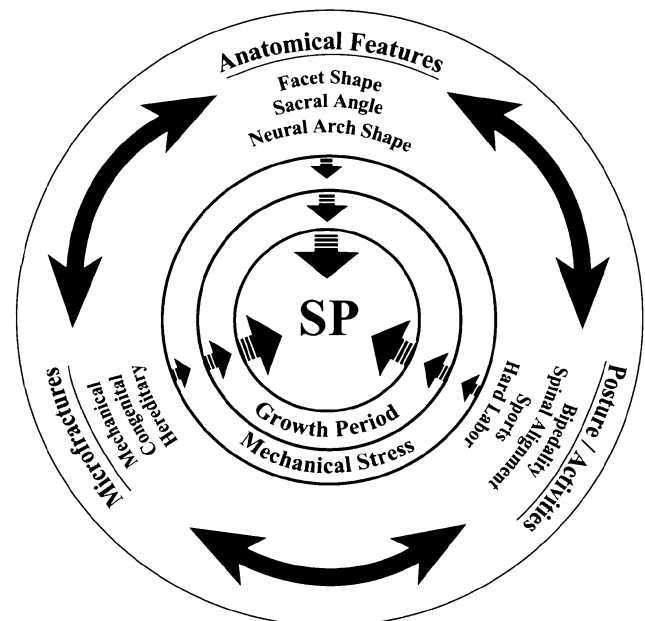 Anatomical Features
Facet Shape
Sacral Angle
Neural Arch Shape
SP
Growth Period
Mechanical Stress
Microfractures
Mechanical
Congenital
Hereditary
Posture / Activities
Bipedality
Spinal Alignment
Sports
Hard Labor